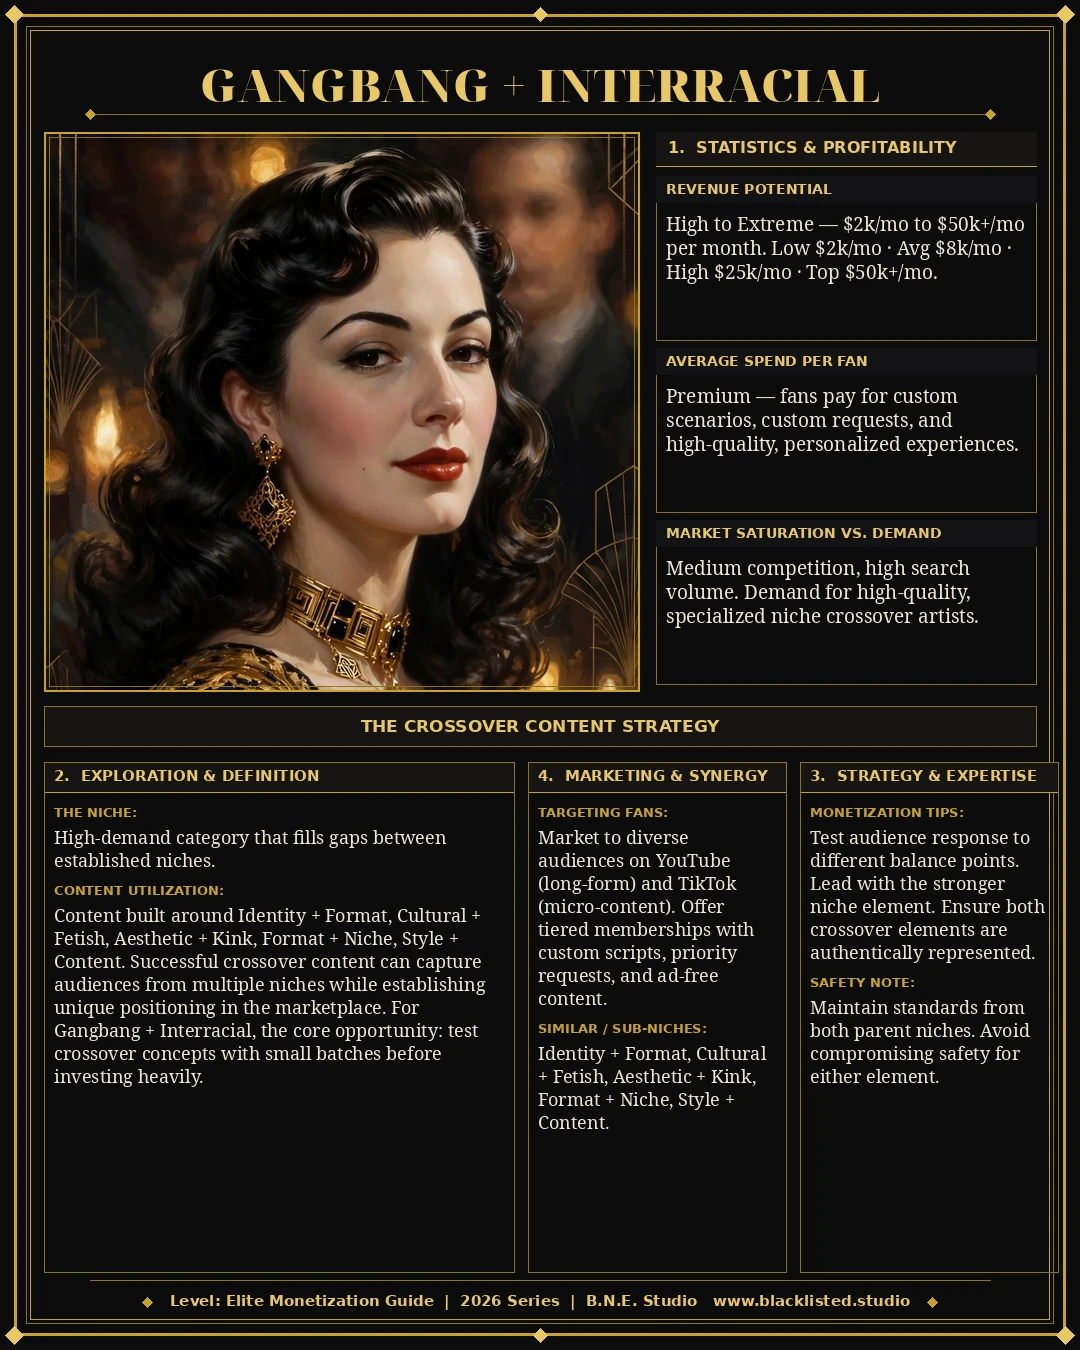 GANGBANG + INTERRACIAL
1. STATISTICS & PROFITABILITY
REVENUE POTENTIAL
High to Extreme — $2k/mo to $50k+/mo
per month. Low $2k/mo · Avg $8k/mo ·
High $25k/mo · Top $50k+/mo.
AVERAGE SPEND PER FAN
Premium — fans pay for custom
scenarios, custom requests, and
high-quality, personalized experiences.
MARKET SATURATION VS. DEMAND
Medium competition, high search
volume. Demand for high-quality,
specialized niche crossover artists.
THE CROSSOVER CONTENT STRATEGY
2. EXPLORATION & DEFINITION
THE NICHE:
High-demand category that fills gaps between
established niches.
CONTENT UTILIZATION:
Content built around Identity + Format, Cultural +
Fetish, Aesthetic + Kink, Format + Niche, Style +
Content. Successful crossover content can capture
audiences from multiple niches while establishing
unique positioning in the marketplace. For
Gangbang + Interracial, the core opportunity: test
crossover concepts with small batches before
investing heavily.
4. MARKETING & SYNERGY
TARGETING FANS:
Market to diverse
audiences on YouTube
(long-form) and TikTok
(micro-content). Offer
tiered memberships with
custom scripts, priority
requests, and ad-free
content.
SIMILAR / SUB-NICHES:
Identity + Format, Cultural
+ Fetish, Aesthetic + Kink,
Format + Niche, Style +
Content.
3. STRATEGY & EXPERTISE
MONETIZATION TIPS:
Test audience response to
different balance points.
Lead with the stronger
niche element. Ensure both
crossover elements are
authentically represented.
SAFETY NOTE:
Maintain standards from
both parent niches. Avoid
compromising safety for
either element.
Level: Elite Monetization Guide | 2026 Series | B.N.E. Studio www.blacklisted.studio